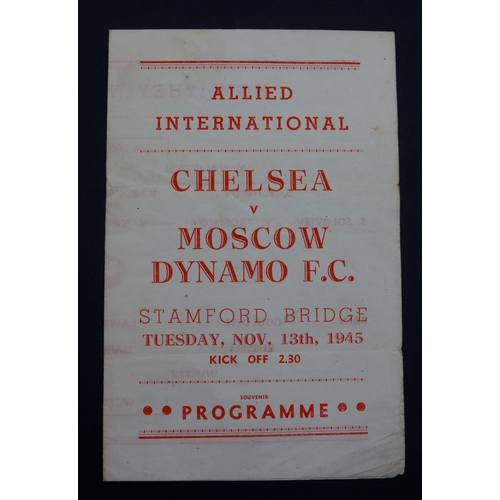 ALLIED
INTERNATIONAL
CHELSEA
v
MOSCOW
DYNAMO F.C.
STAMFORD BRIDGE
TUESDAY, NOV. 13th, 1945
KICK OFF 2.30
SOUVENIR
PROGRAMME